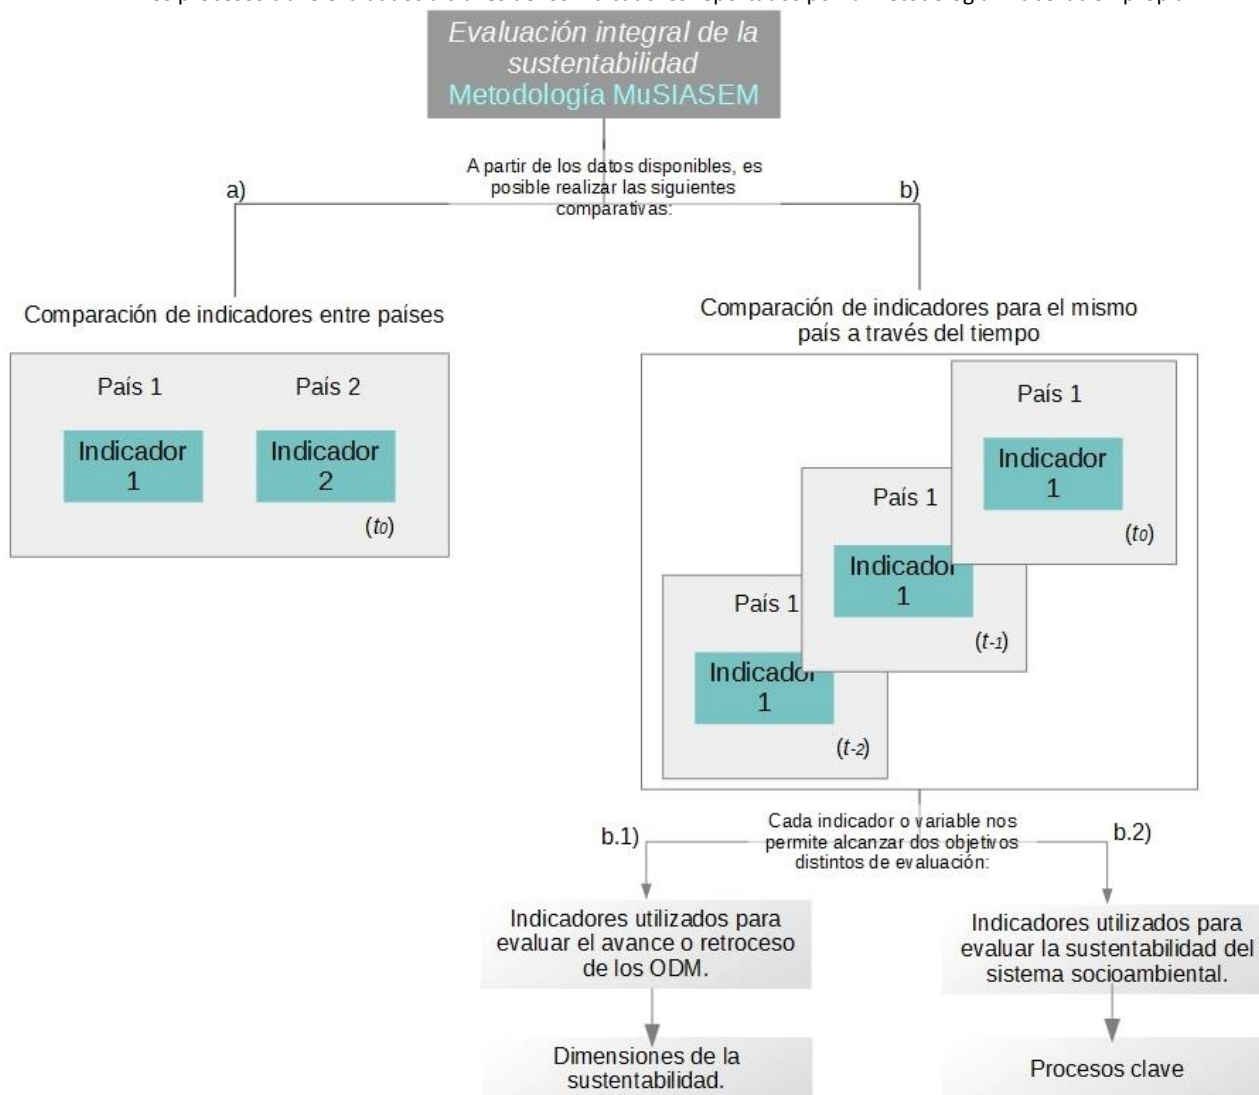 Evaluación integral de la
sustentabilidad
Metodología MuSIASEM
A partir de los datos disponibles, es
posible realizar las siguientes
comparativas:
a)
b)
Comparación de indicadores entre países
País 1
País 2
Indicador
1
Indicador
2
(t0)
Comparación de indicadores para el mismo
país a través del tiempo
País 1
Indicador
1
(t0)
País 1
Indicador
1
(t-1)
País 1
Indicador
1
(t-2)
Cada indicador o variable nos
permite alcanzar dos objetivos
distintos de evaluación:
b.1)
b.2)
Indicadores utilizados para
evaluar el avance o retroceso
de los ODM.
Dimensiones de la
sustentabilidad.
Indicadores utilizados para
evaluar la sustentabilidad del
sistema socioambiental.
Procesos clave